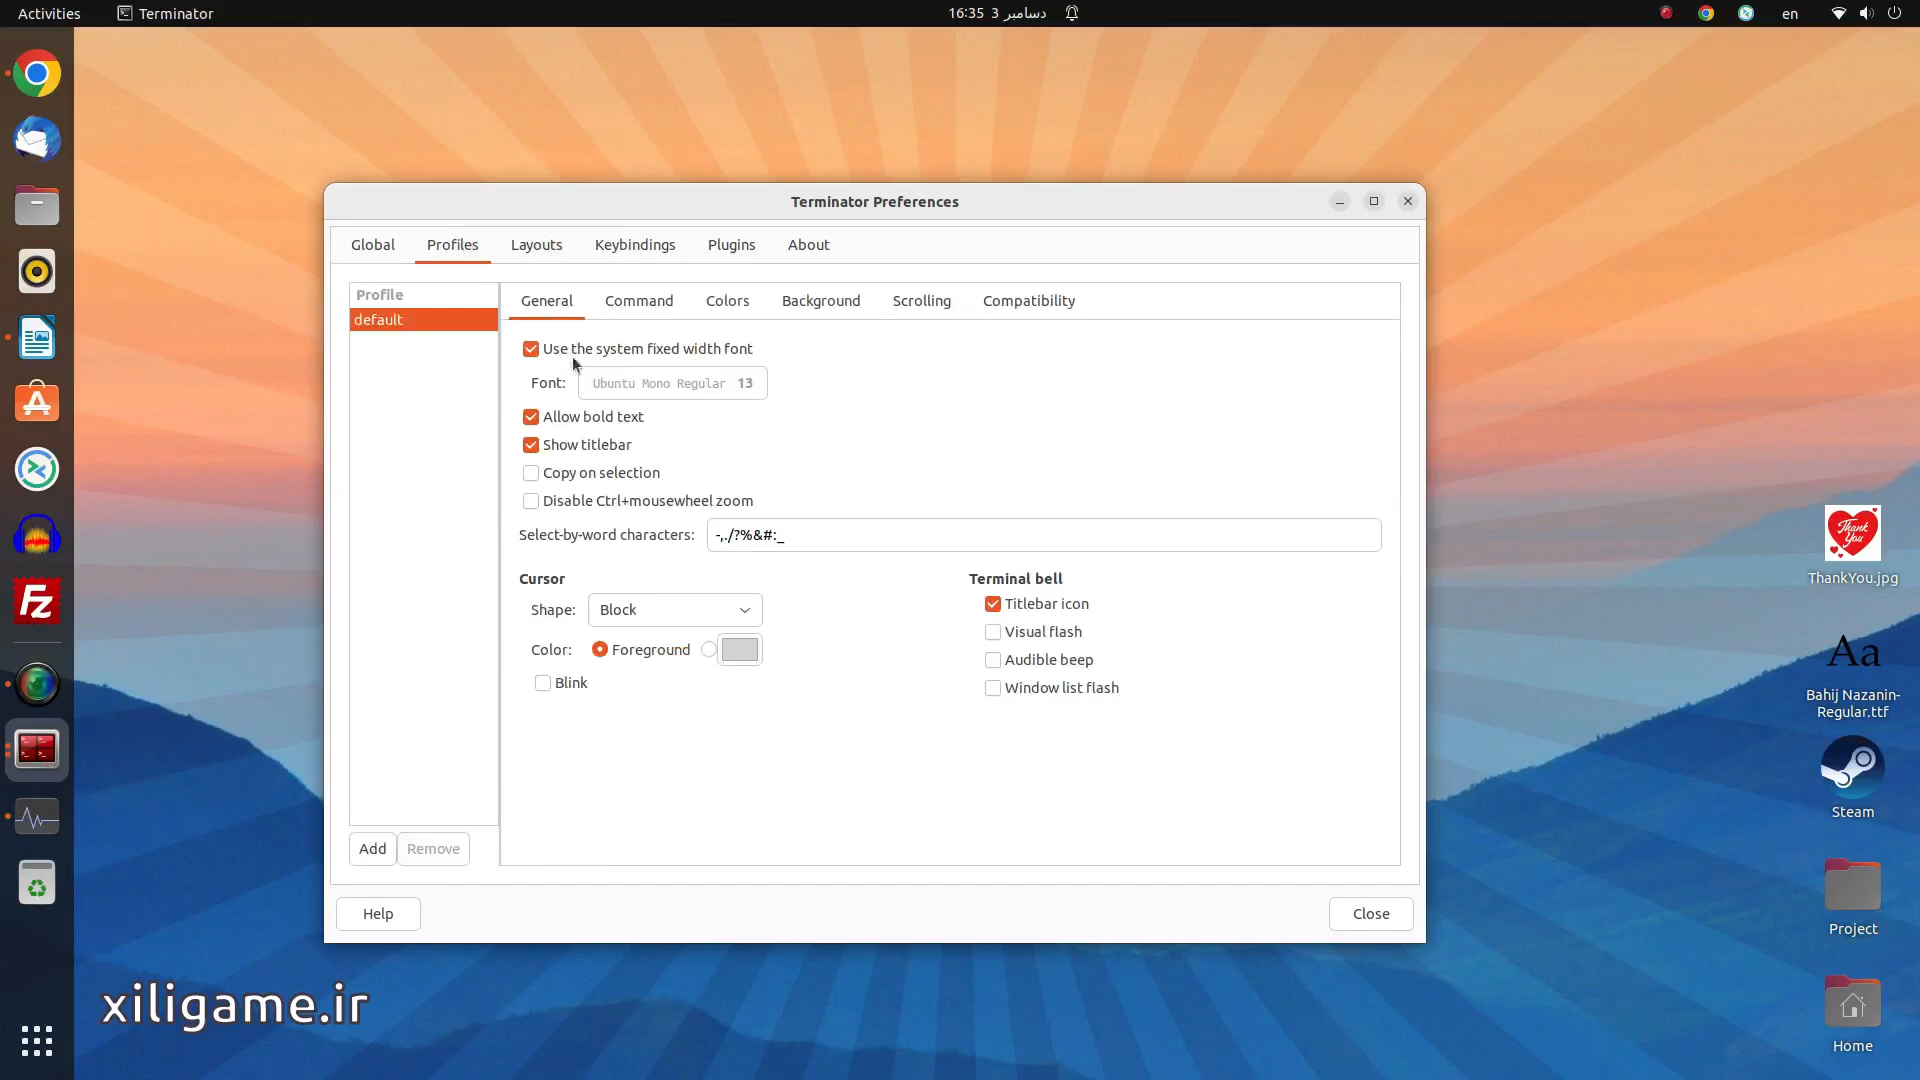 Activities
Terminator
16:35 3 دسامبر
en
Terminator Preferences
Global
Profiles
Layouts
Keybindings
Plugins
About
Profile
default
General
Command
Colors
Background
Scrolling
Compatibility
Use the system fixed width font
Font:
Ubuntu Mono Regular 13
Allow bold text
Show titlebar
Copy on selection
Disable Ctrl+mousewheel zoom
Select-by-word characters:
-,./?%&#:_
Cursor
Shape:
Block
Color:
Foreground
Blink
Terminal bell
Titlebar icon
Visual flash
Audible beep
Window list flash
Add
Remove
Help
Close
Thank
You
ThankYou.jpg
Aa
Bahij Nazanin-
Regular.ttf
Steam
Project
Home
Fz
xiligame.ir